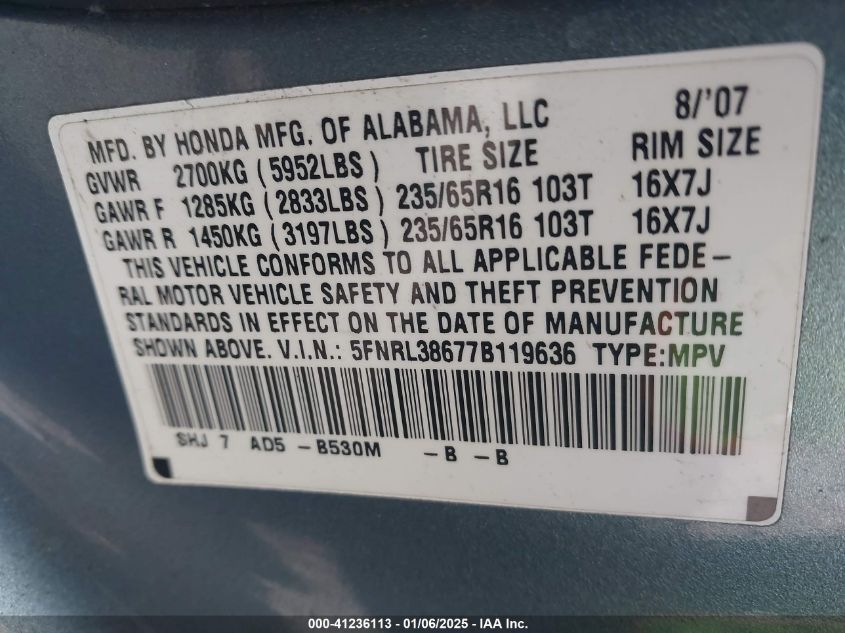 MFD. BY HONDA MFG. OF ALABAMA, LLC 8/'07
GVWR 2700KG (5952LBS) TIRE SIZE RIM SIZE
GAWR F 1285KG (2833LBS) 235/65R16 103T 16X7J
GAWR R 1450KG (3197LBS) 235/65R16 103T 16X7J
THIS VEHICLE CONFORMS TO ALL APPLICABLE FEDE-
RAL MOTOR VEHICLE SAFETY AND THEFT PREVENTION
STANDARDS IN EFFECT ON THE DATE OF MANUFACTURE
SHOWN ABOVE. V.I.N.: 5FNRL38677B119636 TYPE:MPV
SHJ 7 AD5 -B530M -B -B
000-41236113 — 01/06/2025 — IAA Inc.